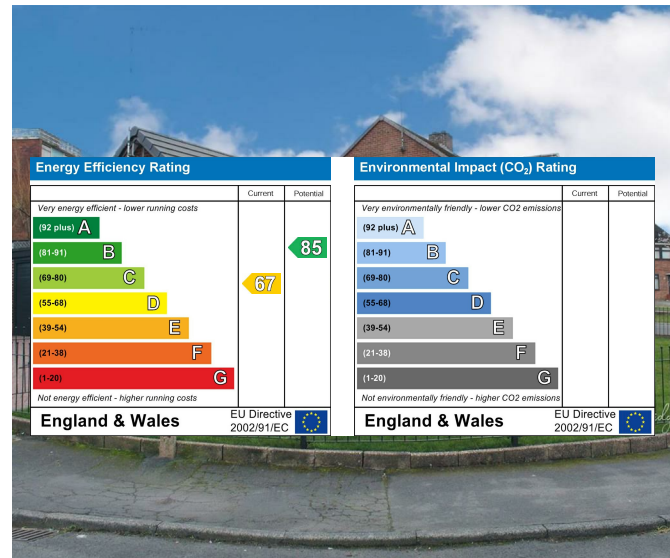 Energy Efficiency Rating
Current Potential
Very energy efficient - lower running costs
(92 plus) A
(81-91) B
85
(69-80) C
67
(55-68) D
(39-54) E
(21-38) F
(1-20) G
Not energy efficient - higher running costs
England & Wales
EU Directive
2002/91/EC
Environmental Impact (CO₂) Rating
Current Potential
Very environmentally friendly - lower CO2 emissions
(92 plus) A
(81-91) B
(69-80) C
(55-68) D
(39-54) E
(21-38) F
(1-20) G
Not environmentally friendly - higher CO2 emissions
England & Wales
EU Directive
2002/91/EC